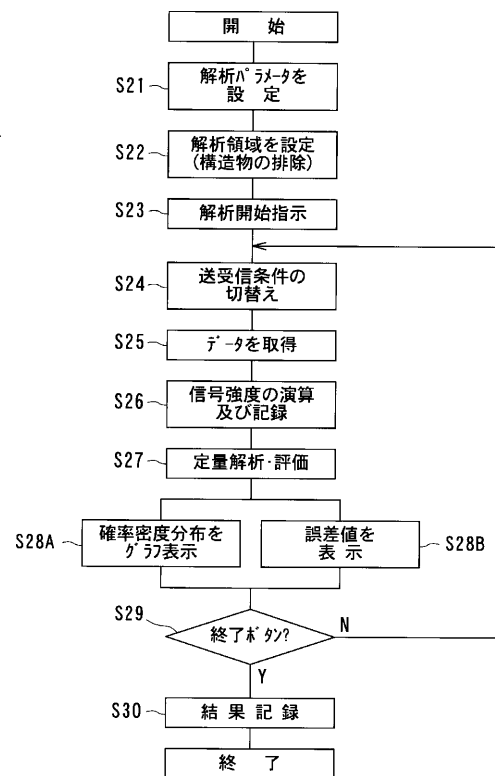 開 始
S21
解析パラメータを
設 定
S22
解析領域を設定
(構造物の排除)
S23
解析開始指示
S24
送受信条件の
切替え
S25
データを取得
S26
信号強度の演算
及び記録
S27
定量解析・評価
S28A
確率密度分布を
グラフ表示
誤差値を
表 示
S28B
S29
終了ボタン?
N
Y
S30
結 果 記 録
終 了